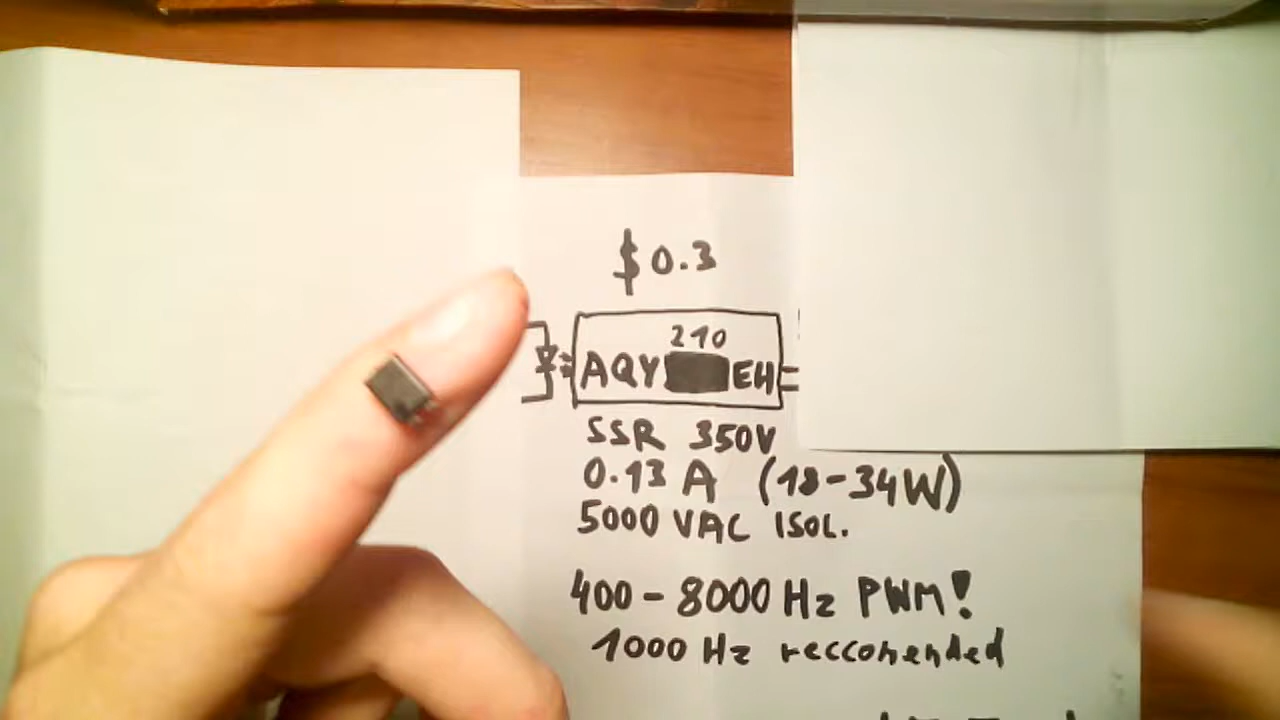 $0.3
210
AQY EH
SSR 350V
0.13 A (18-34W)
5000 VAC ISOL.
400-8000 Hz PWM!
1000 Hz reccomended